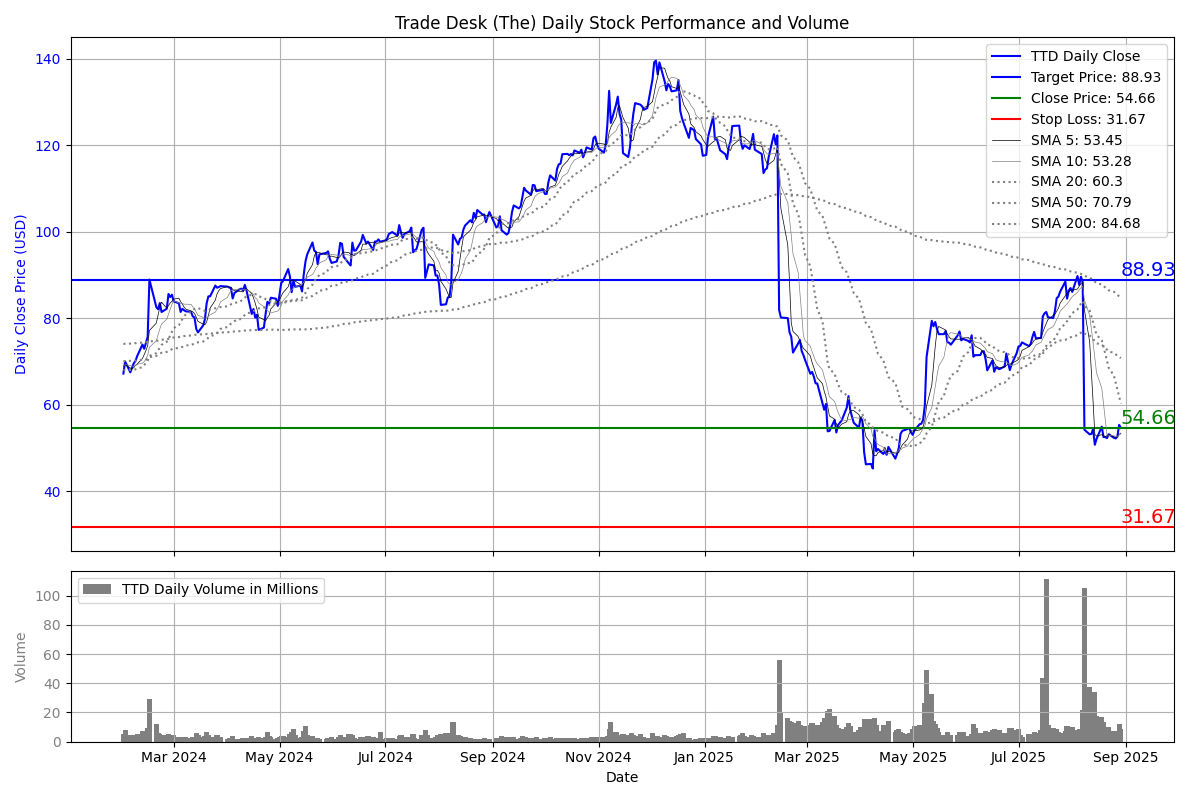 Trade Desk (The) Daily Stock Performance and Volume
Daily Close Price (USD)
140
120
100
80
60
40
TTD Daily Close
Target Price: 88.93
Close Price: 54.66
Stop Loss: 31.67
SMA 5: 53.45
SMA 10: 53.28
SMA 20: 60.3
SMA 50: 70.79
SMA 200: 84.68
88.93
54.66
31.67
TTD Daily Volume in Millions
Volume
100
80
60
40
20
0
Mar 2024 May 2024 Jul 2024 Sep 2024 Nov 2024 Jan 2025 Mar 2025 May 2025 Jul 2025 Sep 2025
Date